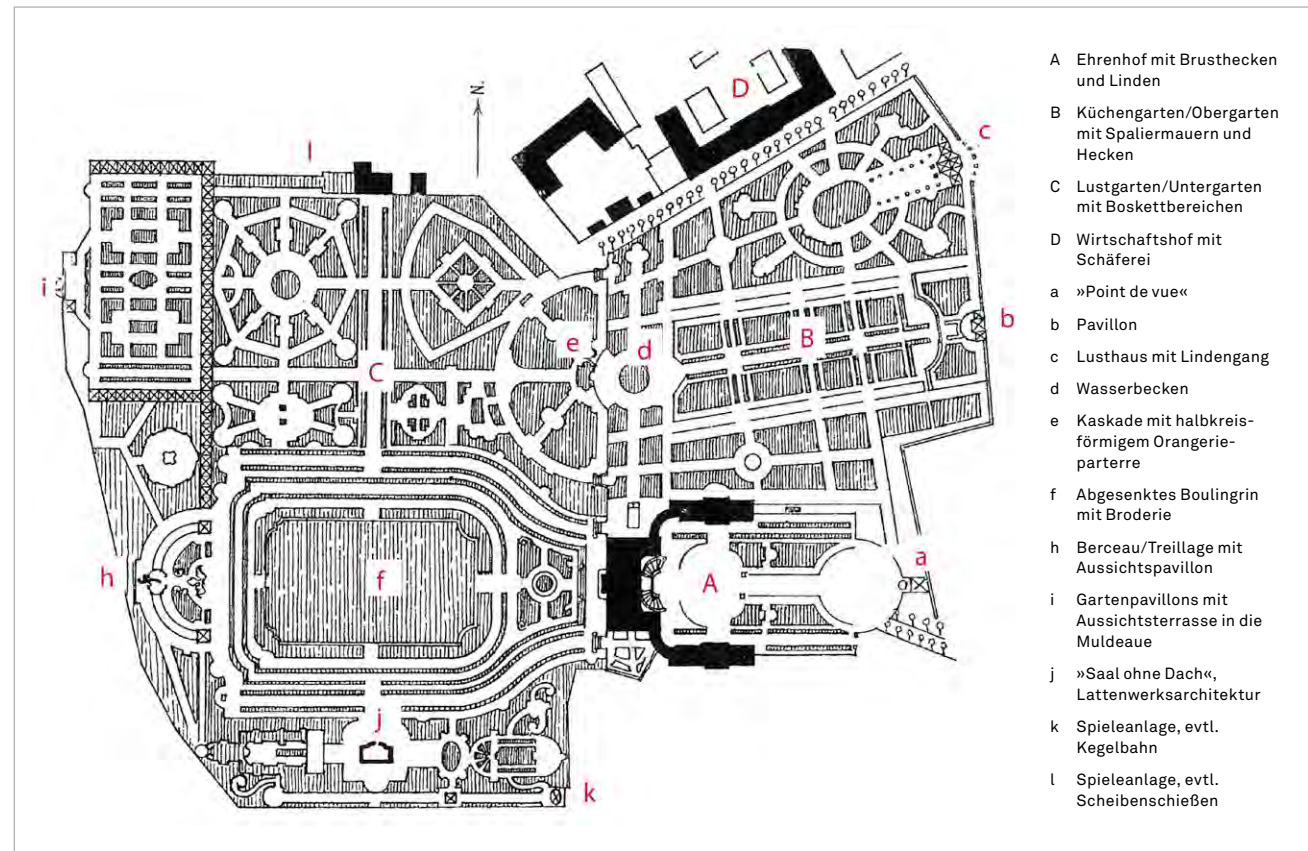 N.
D
c
l
i
e
d
B
b
C
h
f
A
a
j
k
A Ehrenhof mit Brusthecken
und Linden
B Küchengarten/Obergarten
mit Spaliermauern und
Hecken
C Lustgarten/Untergarten
mit Boskettbereichen
D Wirtschaftshof mit
Schäferei
a »Point de vue«
b Pavillon
c Lusthaus mit Lindengang
d Wasserbecken
e Kaskade mit halbkreis-
förmigem Orangerie-
parterre
f Abgesenktes Boulingrin
mit Broderie
h Berceau/Treillage mit
Aussichtspavillon
i Gartenpavillons mit
Aussichtsterrasse in die
Muldeaue
j »Saal ohne Dach«,
Lattenwerksarchitektur
k Spieleanlage, evtl.
Kegelbahn
l Spieleanlage, evtl.
Scheibenschießen